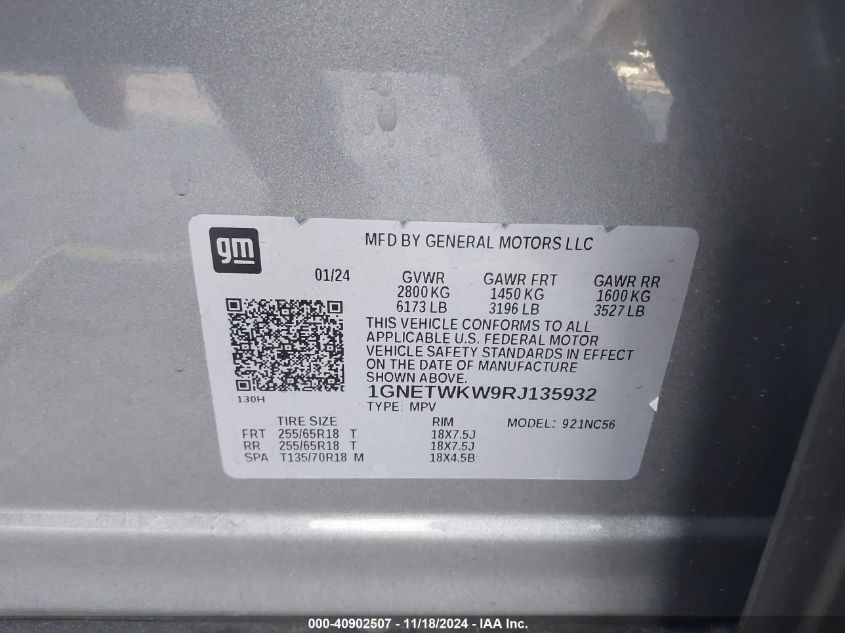 gm
MFD BY GENERAL MOTORS LLC
01/24 GVWR GAWR FRT GAWR RR
2800 KG 1450 KG 1600 KG
6173 LB 3196 LB 3527 LB
THIS VEHICLE CONFORMS TO ALL
APPLICABLE U.S. FEDERAL MOTOR
VEHICLE SAFETY STANDARDS IN EFFECT
ON THE DATE OF MANUFACTURE
SHOWN ABOVE.
1GNETWKW9RJ135932
130H
TYPE: MPV
TIRE SIZE RIM MODEL: 921NC56
FRT 255/65R18 T 18X7.5J
RR 255/65R18 T 18X7.5J
SPA T135/70R18 M 18X4.5B
000-40902507 - 11/18/2024 - IAA Inc.